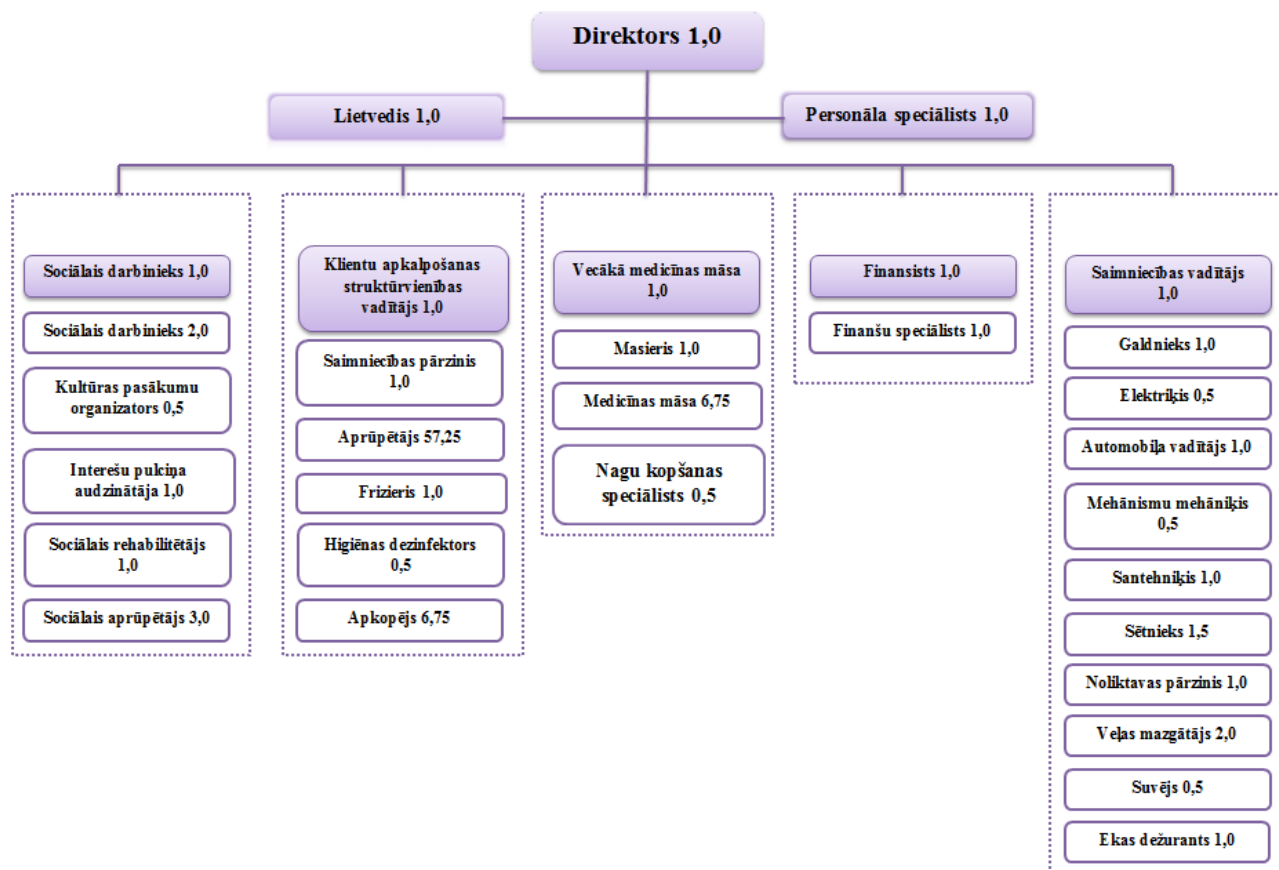 Direktors 1,0
Lietvedis 1,0
Personāla speciālists 1,0
Sociālais darbinieks 1,0
Sociālais darbinieks 2,0
Kultūras pasākumu
organizators 0,5
Interešu pulciņa
audzinātāja 1,0
Sociālais rehabilitētājs
1,0
Sociālais aprūpētājs 3,0
Klientu apkalpošanas
struktūrvienības
vadītājs 1,0
Saimniecības pārzinis
1,0
Aprūpētājs 57,25
Frizieris 1,0
Higiēnas dezinfektors
0,5
Apkopējs 6,75
Vecākā medicīnas māsa
1,0
Masieris 1,0
Medicīnas māsa 6,75
Nagu kopšanas
speciālists 0,5
Finansists 1,0
Finanšu speciālists 1,0
Saimniecības vadītājs
1,0
Galdnieks 1,0
Elektriķis 0,5
Automobiļa vadītājs 1,0
Mehānismu mehāniķis
0,5
Santehniķis 1,0
Sētnieks 1,5
Noliktavas pārzinis 1,0
Veļas mazgātājs 2,0
Suvējs 0,5
Ekas dežurants 1,0